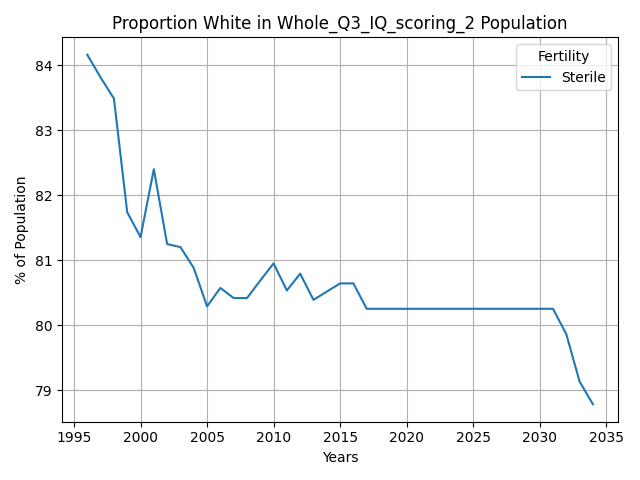 Proportion White in Whole_Q3_IQ_scoring_2 Population
Fertility
Sterile
% of Population
84
83
82
81
80
79
1995 2000 2005 2010 2015 2020 2025 2030 2035
Years